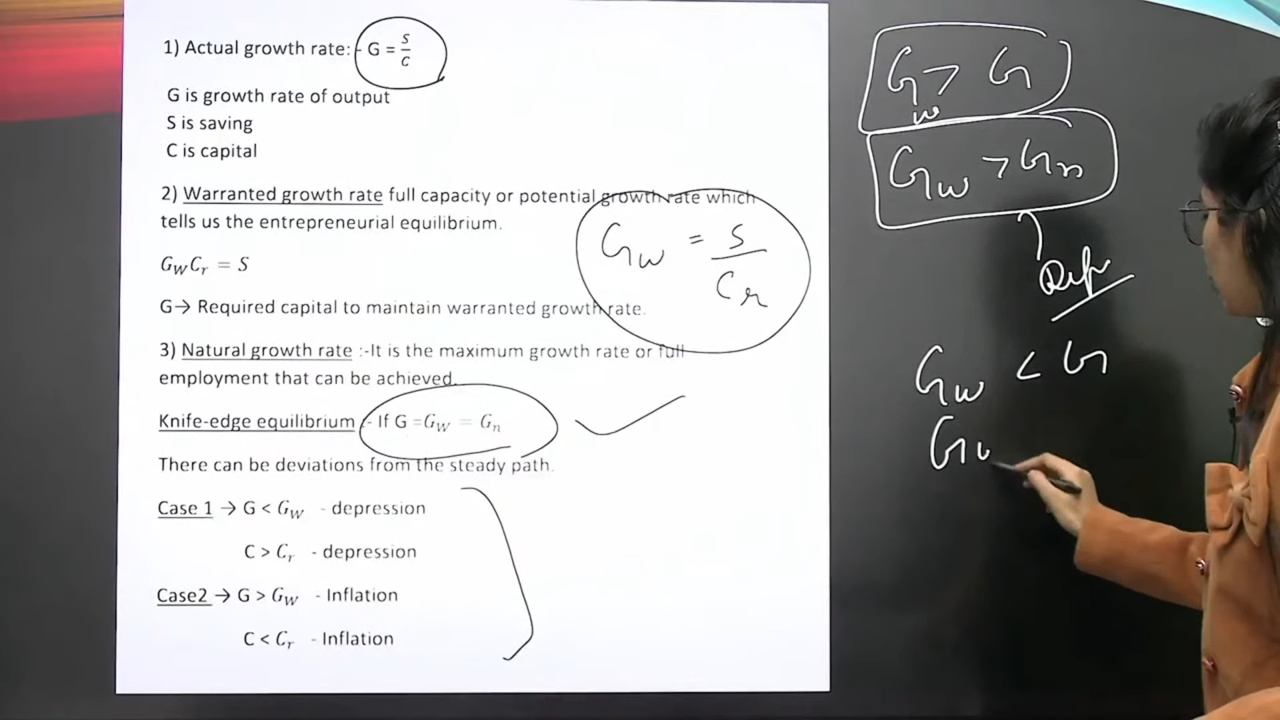 1) Actual growth rate: - G = S/C
G is growth rate of output
S is saving
C is capital
2) Warranted growth rate full capacity or potential growth rate which
tells us the entrepreneurial equilibrium.
G_W C_r = S
G→ Required capital to maintain warranted growth rate.
3) Natural growth rate :-It is the maximum growth rate or full
employment that can be achieved.
Knife-edge equilibrium - If G =G_W = G_n
There can be deviations from the steady path.
Case 1 → G < G_W - depression
C > C_r - depression
Case2 → G > G_W - Inflation
C < C_r - Inflation
G_w = s/C_r
G_w > G
G_w > G_n
G_w < G
G